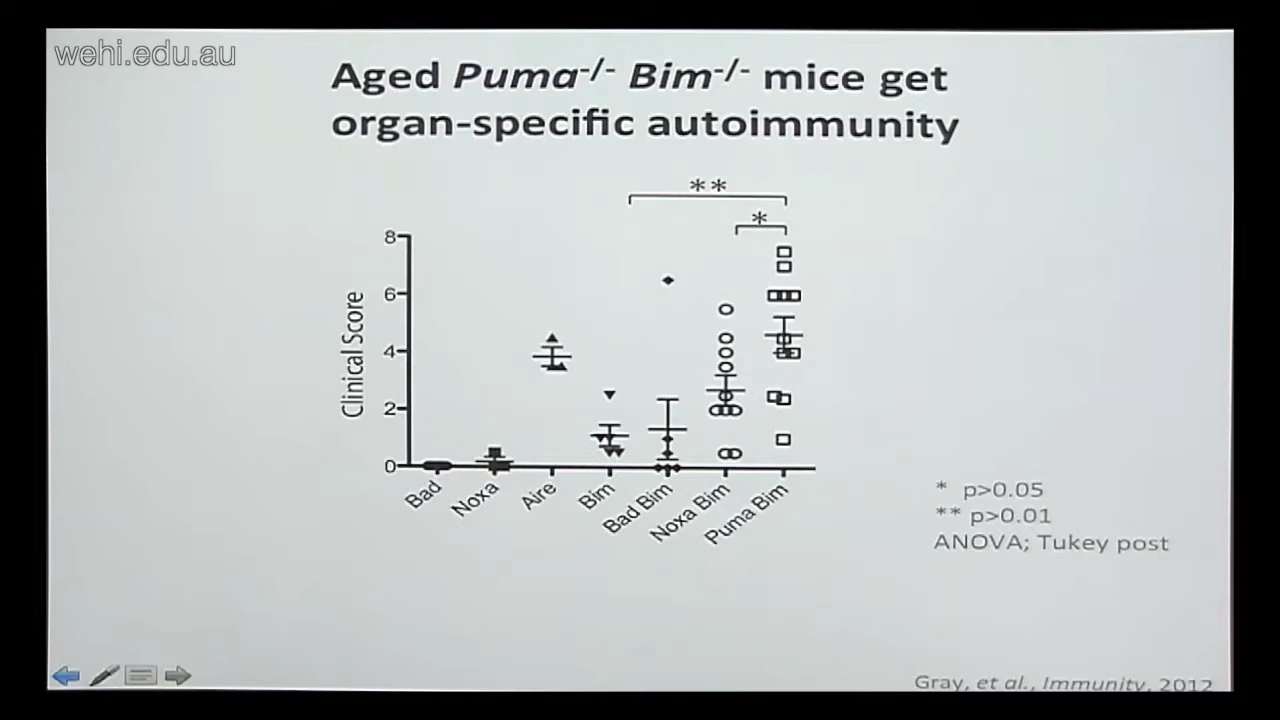 wehi.edu.au
Aged Puma-/- Bim-/- mice get
organ-specific autoimmunity
**
*
8
6
4
2
0
Clinical Score
Bad
Noxa
Aire
Bim
Bad Bim
Noxa Bim
Puma Bim
* p>0.05
** p>0.01
ANOVA; Tukey post
Gray, et al., Immunity, 2012